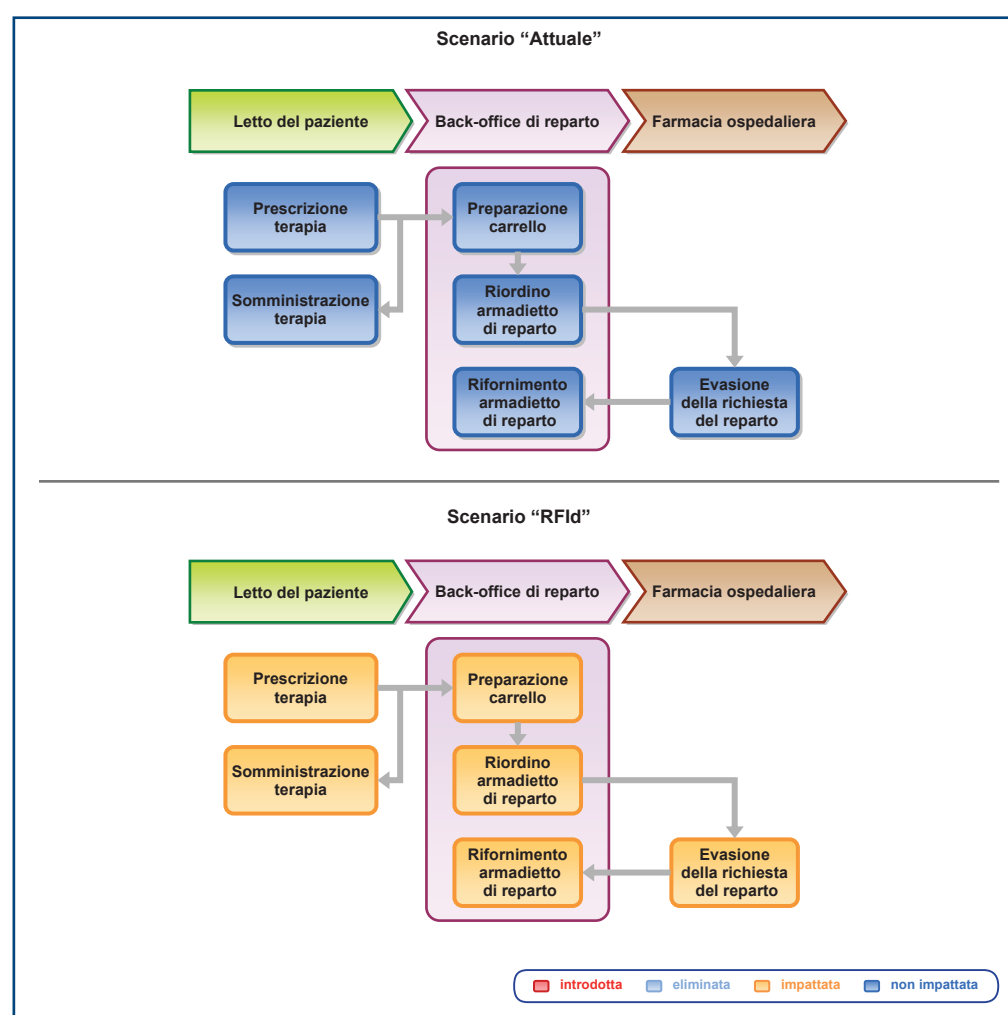 Scenario “Attuale”
Letto del paziente
Back-office di reparto
Farmacia ospedaliera
Prescrizione
terapia
Preparazione
carrello
Somministrazione
terapia
Riordino
armadietto
di reparto
Rifornimento
armadietto
di reparto
Evasione
della richiesta
del reparto
Scenario “RFId”
Letto del paziente
Back-office di reparto
Farmacia ospedaliera
Prescrizione
terapia
Preparazione
carrello
Somministrazione
terapia
Riordino
armadietto
di reparto
Rifornimento
armadietto
di reparto
Evasione
della richiesta
del reparto
introdotta
eliminata
impattata
non impattata